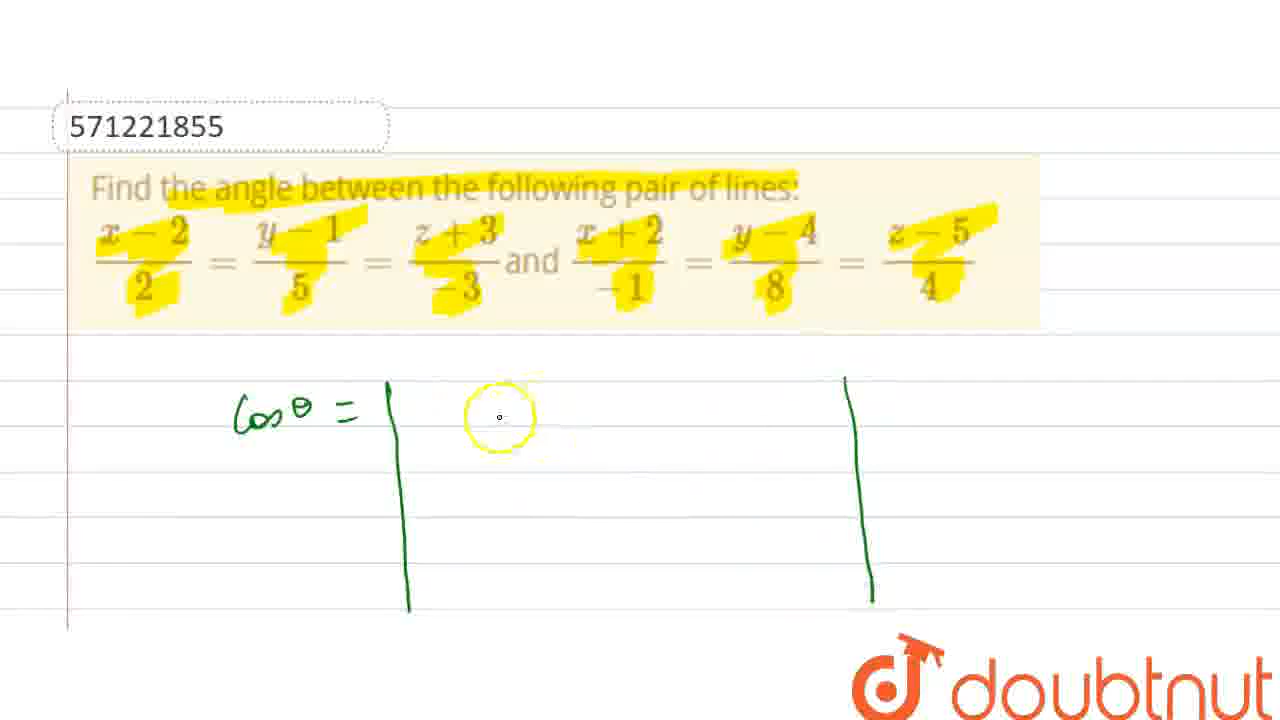 571221855
Find the angle between the following pair of lines:
x − 2 / 2 = y − 1 / 5 = z + 3 / −3 and x + 2 / −1 = y − 4 / 8 = z − 5 / 4
cos θ =
doubtnut